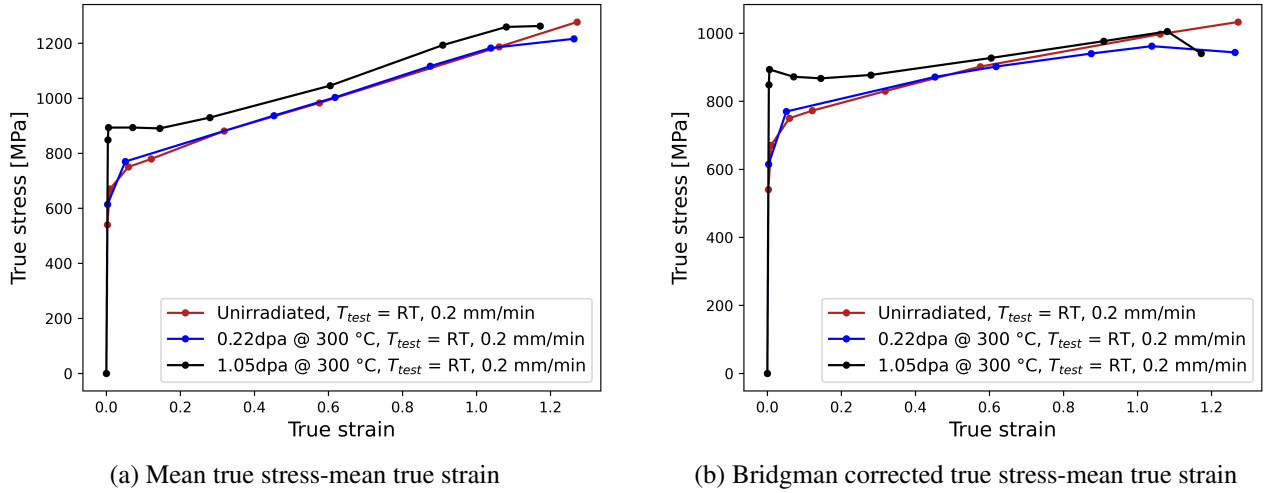 True stress [MPa]
1200
1000
800
600
400
200
0
0.0 0.2 0.4 0.6 0.8 1.0 1.2
True strain
Unirradiated, T_test = RT, 0.2 mm/min
0.22dpa @ 300 °C, T_test = RT, 0.2 mm/min
1.05dpa @ 300 °C, T_test = RT, 0.2 mm/min
(a) Mean true stress-mean true strain
True stress [MPa]
1000
800
600
400
200
0
0.0 0.2 0.4 0.6 0.8 1.0 1.2
True strain
Unirradiated, T_test = RT, 0.2 mm/min
0.22dpa @ 300 °C, T_test = RT, 0.2 mm/min
1.05dpa @ 300 °C, T_test = RT, 0.2 mm/min
(b) Bridgman corrected true stress-mean true strain